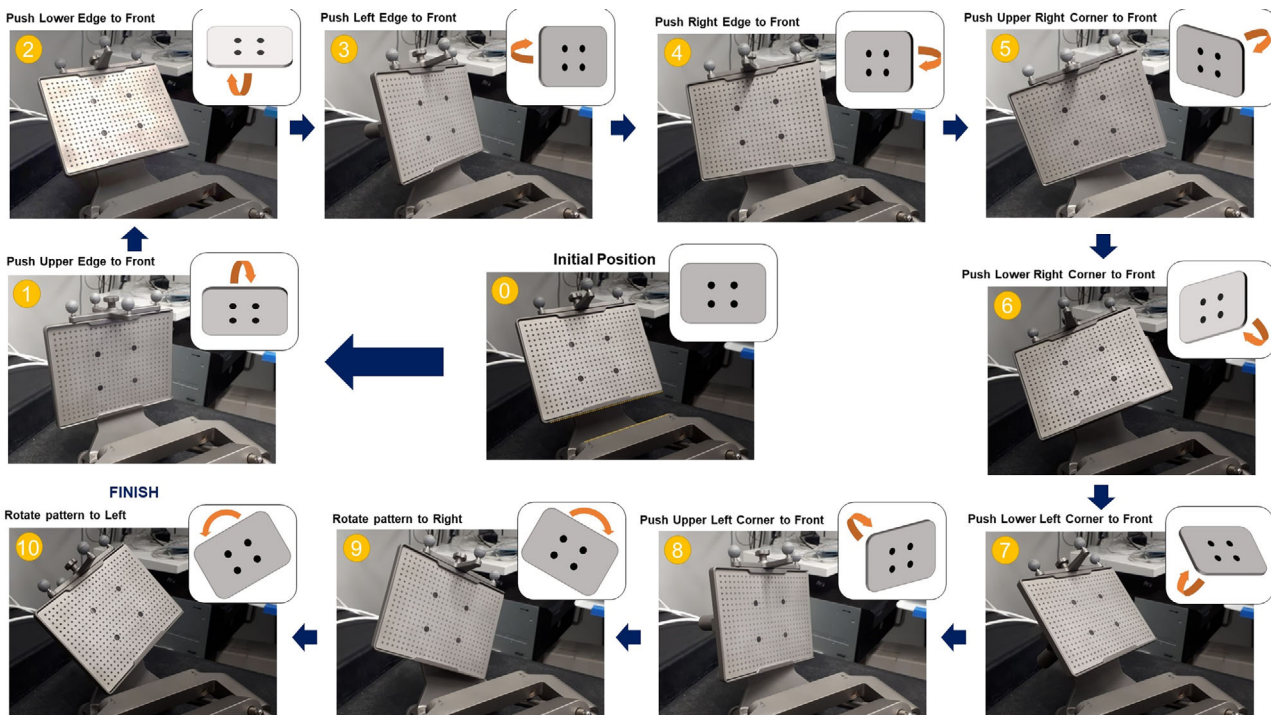 Push Lower Edge to Front
2
Push Left Edge to Front
3
Push Right Edge to Front
4
Push Upper Right Corner to Front
5
Push Upper Edge to Front
1
Initial Position
0
Push Lower Right Corner to Front
6
FINISH
Rotate pattern to Left
10
Rotate pattern to Right
9
Push Upper Left Corner to Front
8
Push Lower Left Corner to Front
7